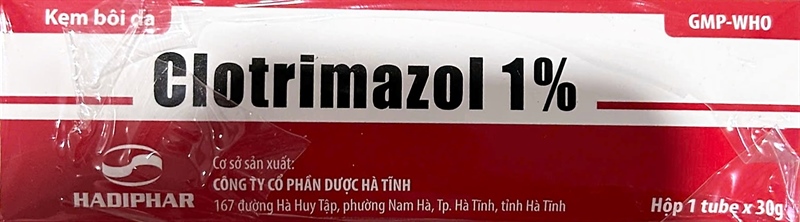 Kem bôi da
GMP-WHO
Clotrimazol 1%
Cơ sở sản xuất:
CÔNG TY CỔ PHẦN DƯỢC HÀ TĨNH
167 đường Hà Huy Tập, phường Nam Hà, Tp. Hà Tĩnh, tỉnh Hà Tĩnh
HADIPHAR
Hộp 1 tube x 30g